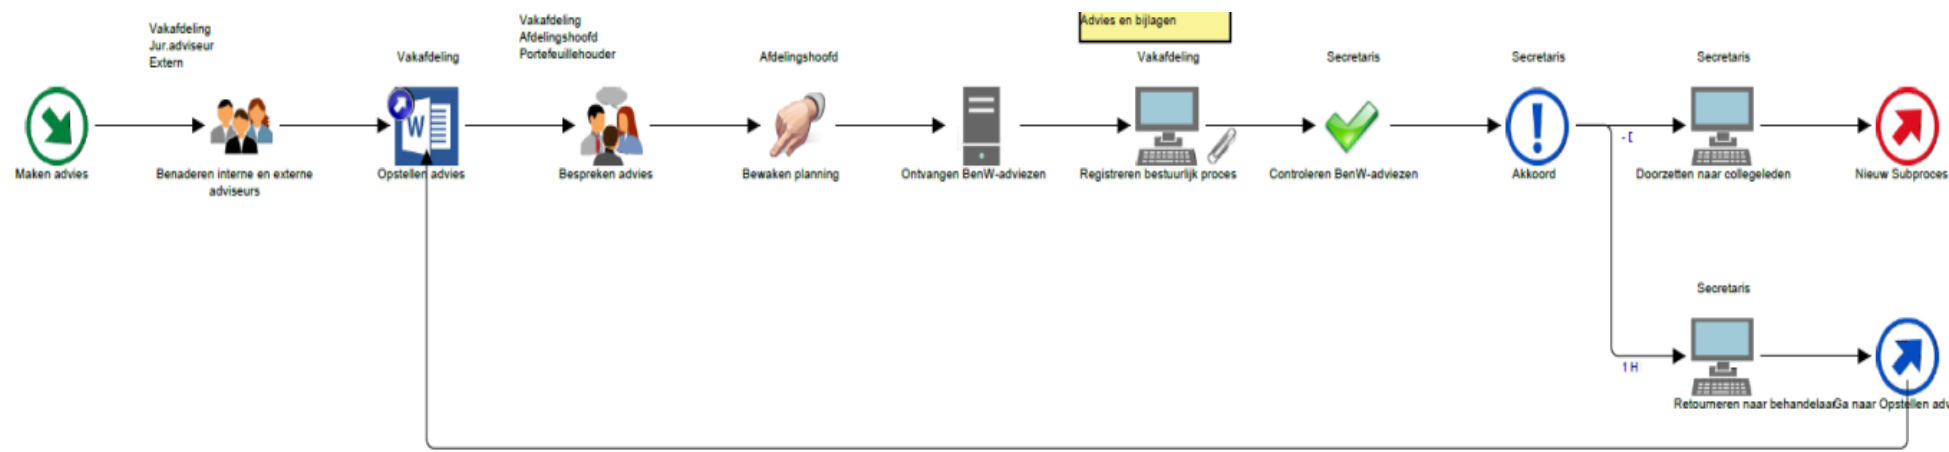 Vakafdeling
Jur.adviseur
Extern
Vakafdeling
Vakafdeling
Afdelingshoofd
Portefeuillehouder
Afdelingshoofd
Advies en bijlagen
Vakafdeling
Secretaris
Secretaris
Secretaris
W
Maken advies
Benaderen interne en externe
adviseurs
Opstellen advies
Bespreken advies
Bewaken planning
Ontvangen BenW-adviezen
Registreren bestuurlijk proces
Controleren BenW-adviezen
Akkoord
Doorzetten naar collegeleden
Nieuw Subproces
Secretaris
1 H
Retourneren naar behandelaar
Ga naar Opstellen adv